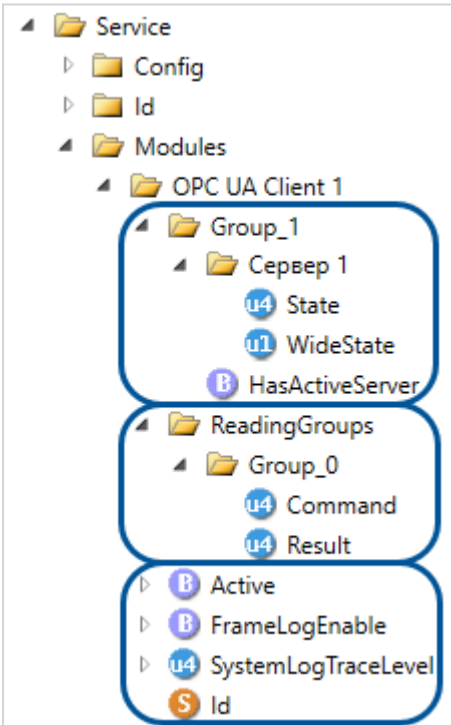 Service
Config
Id
Modules
OPC UA Client 1
Group_1
Сервер 1
u4 State
u1 WideState
B HasActiveServer
ReadingGroups
Group_0
u4 Command
u4 Result
B Active
B FrameLogEnable
u4 SystemLogTraceLevel
S Id